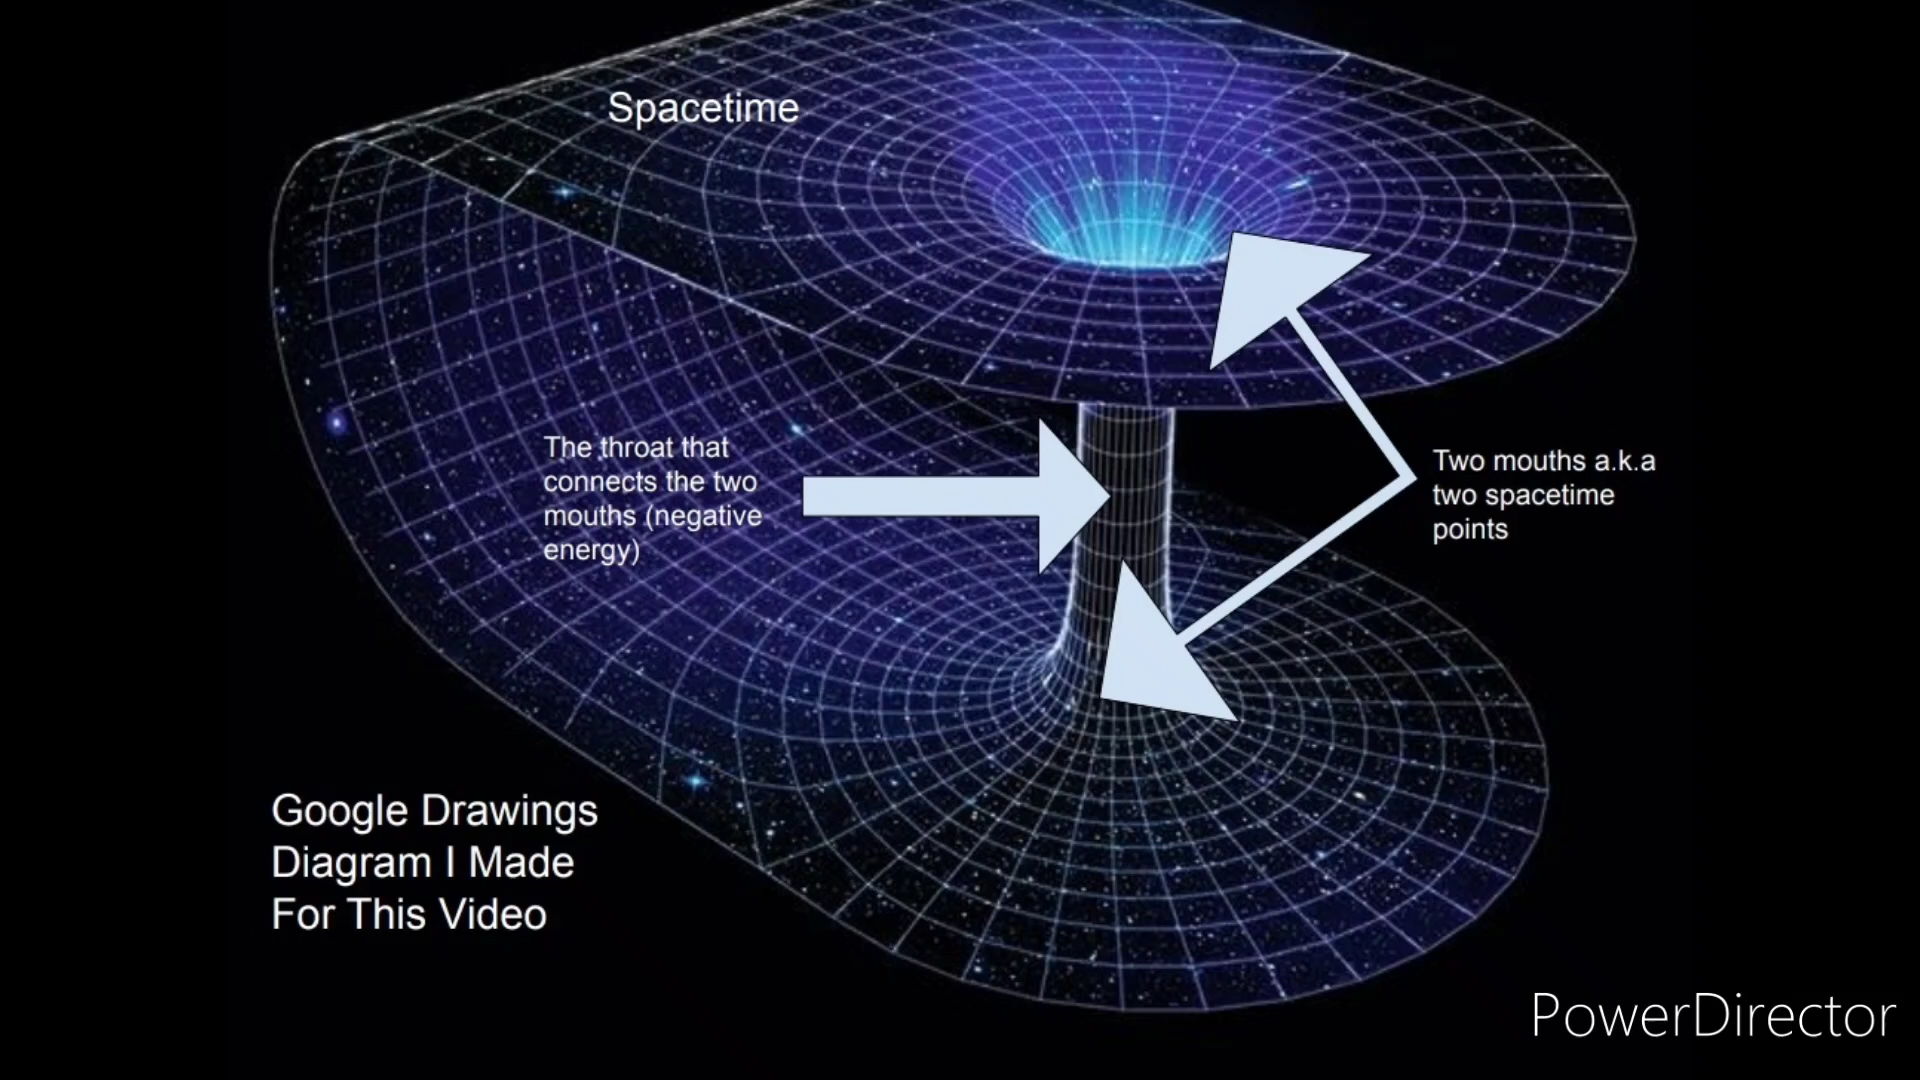 Spacetime
The throat that
connects the two
mouths (negative
energy)
Two mouths a.k.a
two spacetime
points
Google Drawings
Diagram I Made
For This Video
PowerDirector